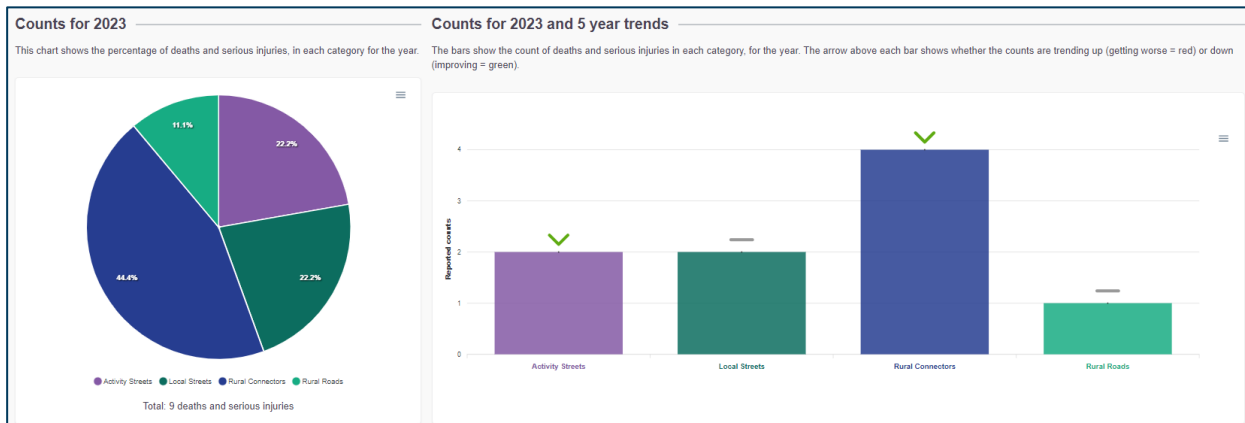 Counts for 2023
This chart shows the percentage of deaths and serious injuries, in each category for the year.
11.1%
22.2%
44.4%
22.2%
Activity Streets Local Streets Rural Connectors Rural Roads
Total: 9 deaths and serious injuries
Counts for 2023 and 5 year trends
The bars show the count of deaths and serious injuries in each category, for the year. The arrow above each bar shows whether the counts are trending up (getting worse = red) or down
(improving = green).
Reported counts
4
3
2
1
0
Activity Streets Local Streets Rural Connectors Rural Roads